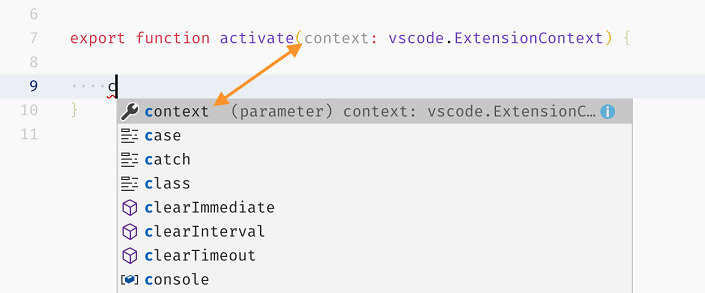 6
7 export function activate(context: vscode.ExtensionContext) {
8
9 ····c
10 }
11
context (parameter) context: vscode.ExtensionC…
case
catch
class
clearImmediate
clearInterval
clearTimeout
console